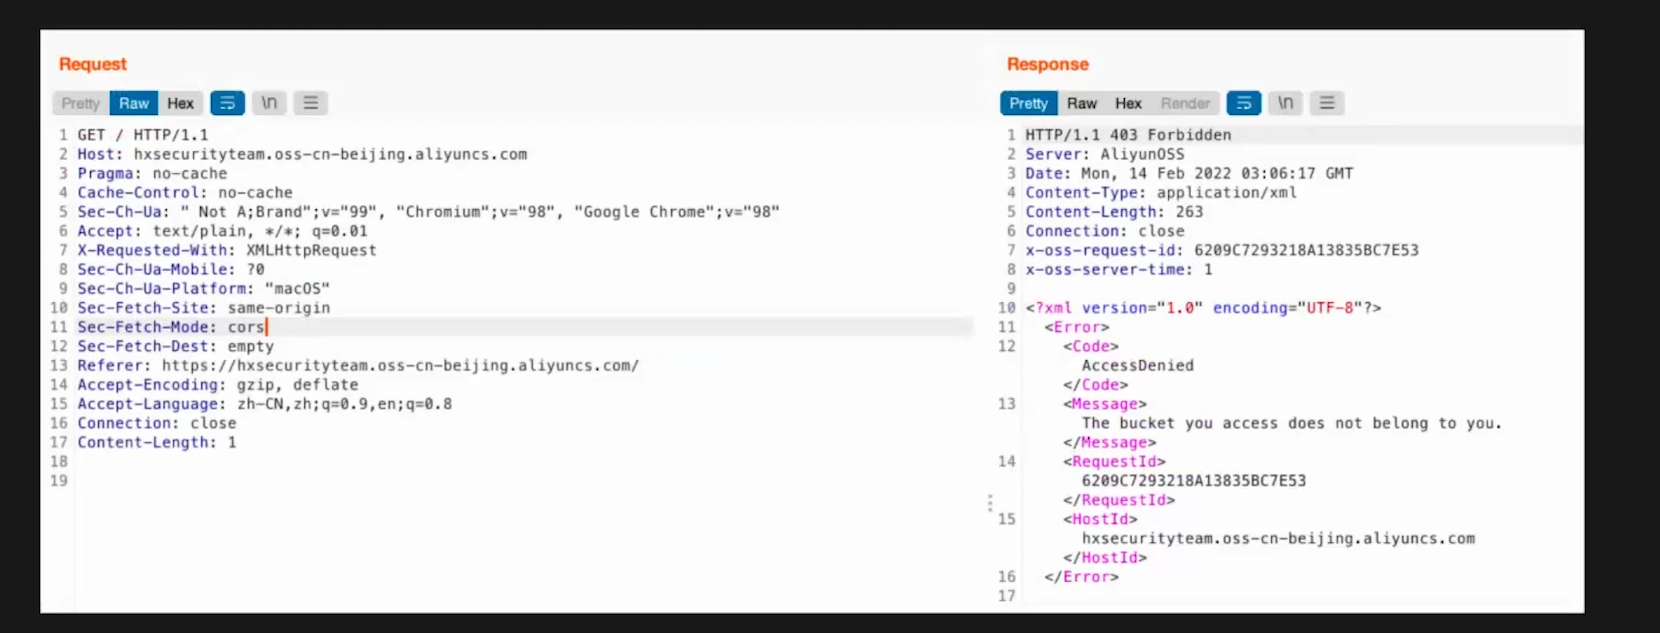 Request
Pretty Raw Hex \n
1 GET / HTTP/1.1
2 Host: hxsecurityteam.oss-cn-beijing.aliyuncs.com
3 Pragma: no-cache
4 Cache-Control: no-cache
5 Sec-Ch-Ua: " Not A;Brand";v="99", "Chromium";v="98", "Google Chrome";v="98"
6 Accept: text/plain, */*; q=0.01
7 X-Requested-With: XMLHttpRequest
8 Sec-Ch-Ua-Mobile: ?0
9 Sec-Ch-Ua-Platform: "macOS"
10 Sec-Fetch-Site: same-origin
11 Sec-Fetch-Mode: cors
12 Sec-Fetch-Dest: empty
13 Referer: https://hxsecurityteam.oss-cn-beijing.aliyuncs.com/
14 Accept-Encoding: gzip, deflate
15 Accept-Language: zh-CN,zh;q=0.9,en;q=0.8
16 Connection: close
17 Content-Length: 1
18
19
Response
Pretty Raw Hex Render \n
1 HTTP/1.1 403 Forbidden
2 Server: AliyunOSS
3 Date: Mon, 14 Feb 2022 03:06:17 GMT
4 Content-Type: application/xml
5 Content-Length: 263
6 Connection: close
7 x-oss-request-id: 6209C7293218A13835BC7E53
8 x-oss-server-time: 1
9
10 <?xml version="1.0" encoding="UTF-8"?>
11 <Error>
12 <Code>
AccessDenied
</Code>
13 <Message>
The bucket you access does not belong to you.
</Message>
14 <RequestId>
6209C7293218A13835BC7E53
</RequestId>
15 <HostId>
hxsecurityteam.oss-cn-beijing.aliyuncs.com
</HostId>
16 </Error>
17